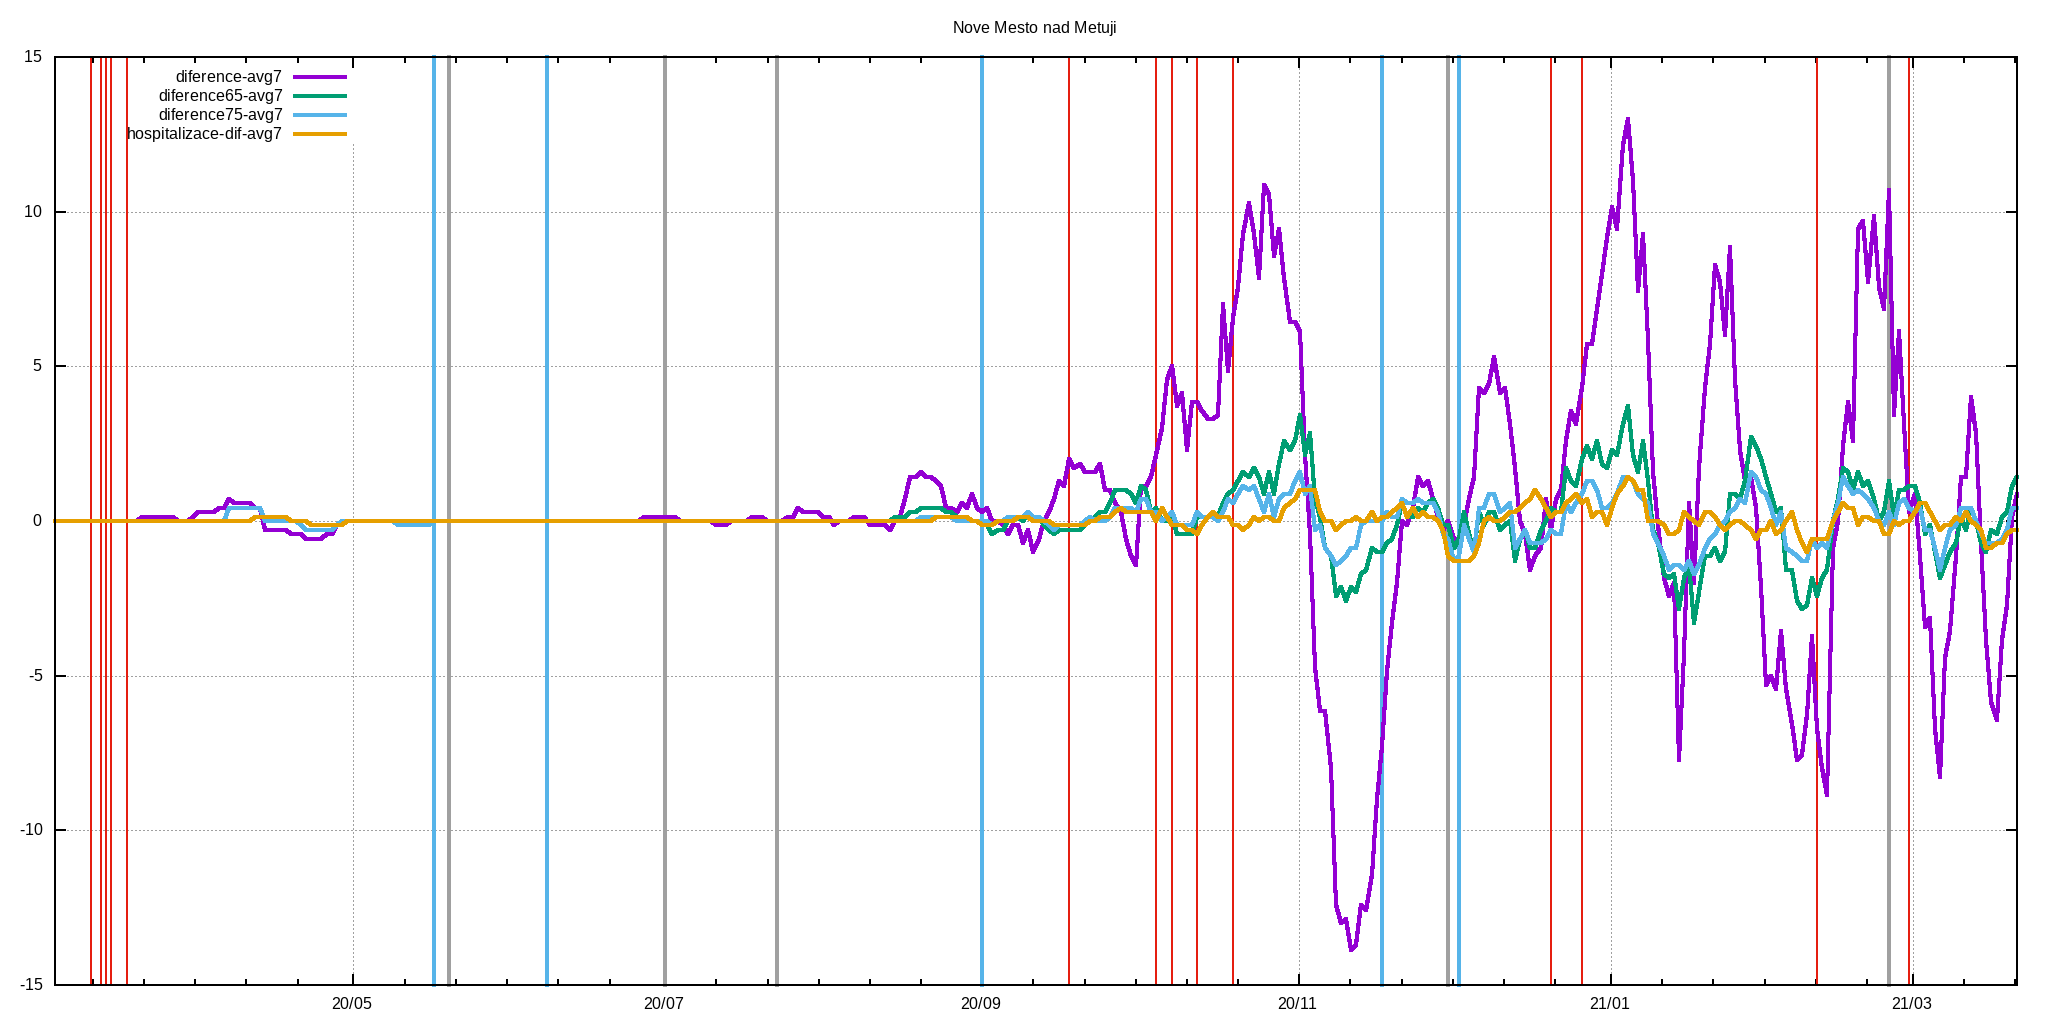 Nove Mesto nad Metuji
15
10
5
0
-5
-10
-15
diference-avg7
diference65-avg7
diference75-avg7
hospitalizace-dif-avg7
20/05
20/07
20/09
20/11
21/01
21/03